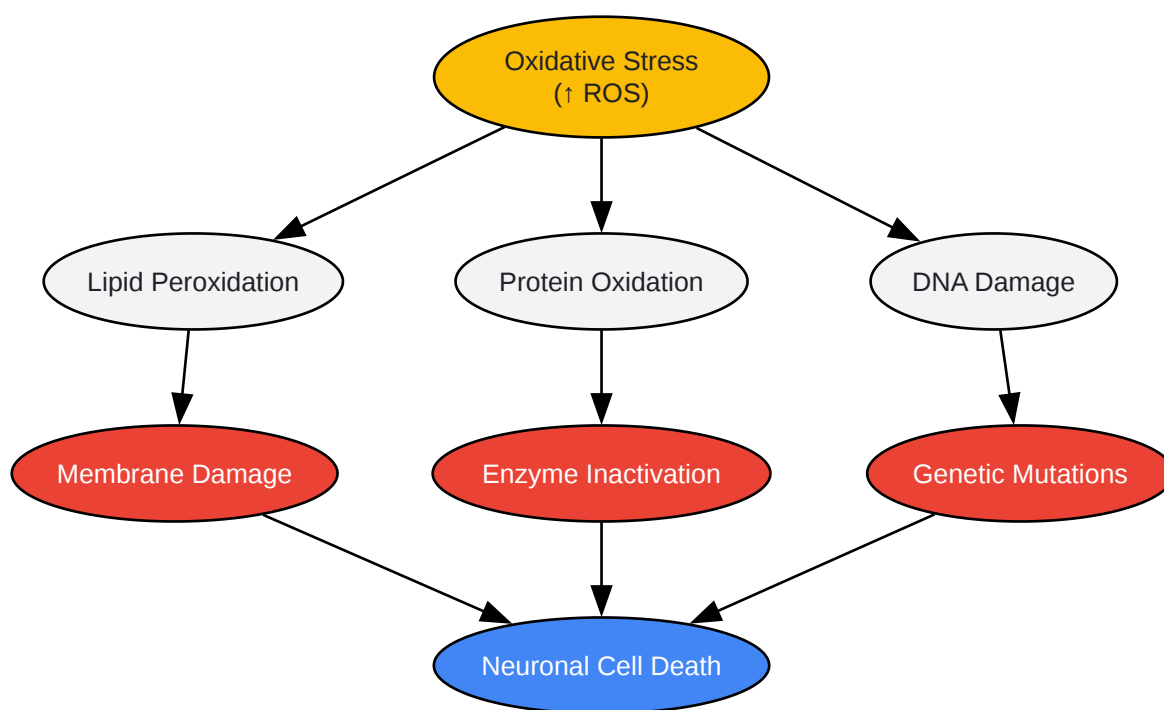 Oxidative Stress
(↑ ROS)
Lipid Peroxidation
Protein Oxidation
DNA Damage
Membrane Damage
Enzyme Inactivation
Genetic Mutations
Neuronal Cell Death